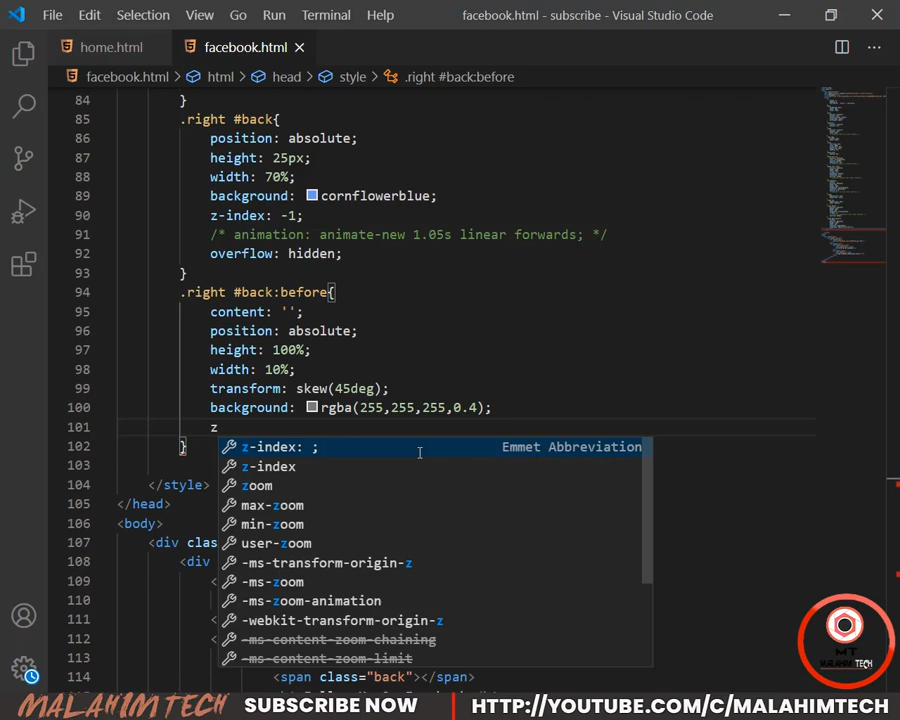 File Edit Selection View Go Run Terminal Help facebook.html - subscribe - Visual Studio Code
home.html facebook.html
facebook.html > html > head > style > .right #back:before
84 }
85 .right #back{
86 position: absolute;
87 height: 25px;
88 width: 70%;
89 background: cornflowerblue;
90 z-index: -1;
91 /* animation: animate-new 1.05s linear forwards; */
92 overflow: hidden;
93 }
94 .right #back:before{
95 content: '';
96 position: absolute;
97 height: 100%;
98 width: 10%;
99 transform: skew(45deg);
100 background: rgba(255,255,255,0.4);
101 z
102 } z-index: ; Emmet Abbreviation
103 z-index
104 </style> zoom
105 </head> max-zoom
106 <body> min-zoom
107 <div clas user-zoom
108 <div -ms-transform-origin-z
109 < -ms-zoom
110 < -ms-zoom-animation
111 < -webkit-transform-origin-z
112 < -ms-content-zoom-chaining
113 -ms-content-zoom-limit
114 <span class="back"></span>
MT
MALAHIM TECH
MALAHIM TECH SUBSCRIBE NOW HTTP://YOUTUBE.COM/C/MALAHIMTECH